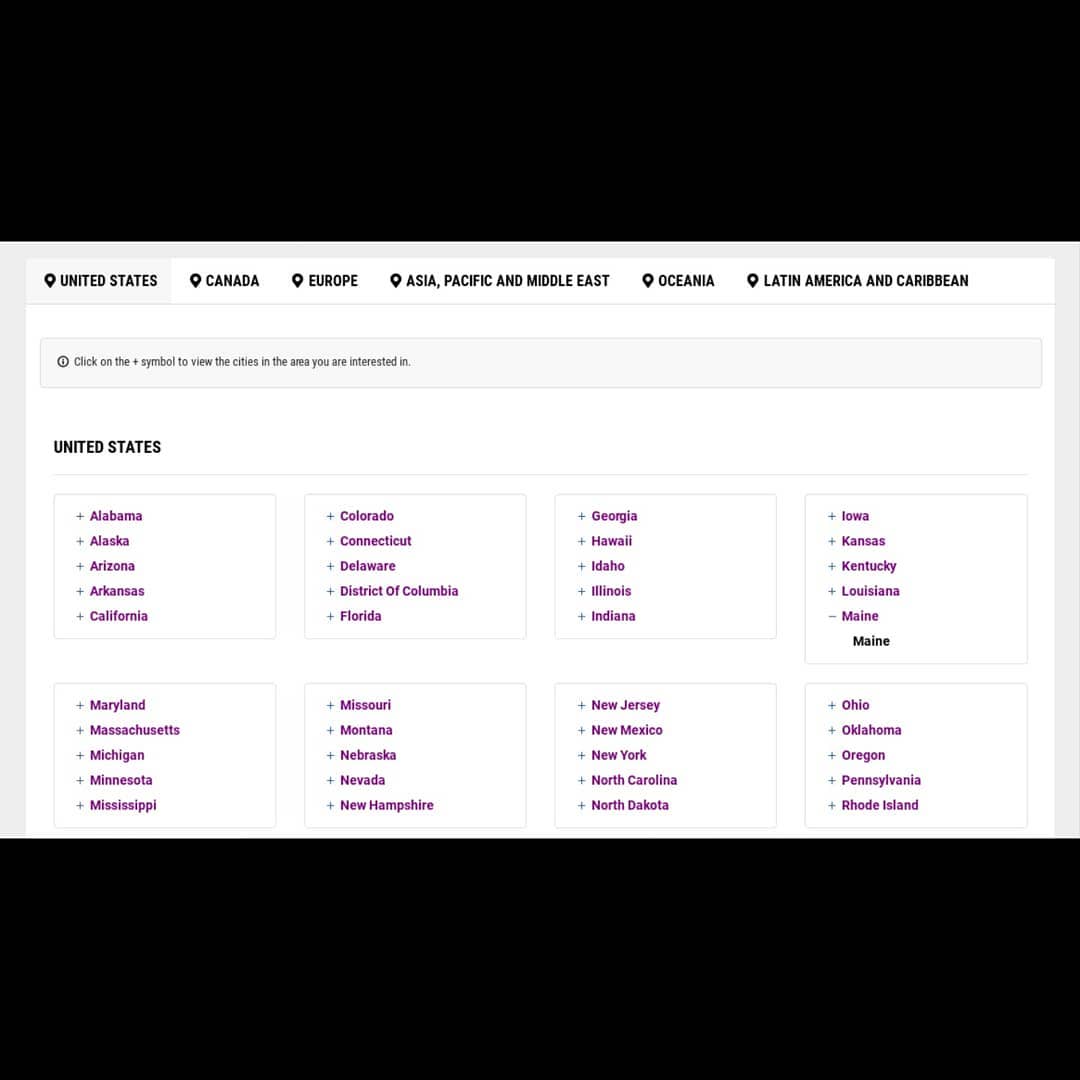 UNITED STATES CANADA EUROPE ASIA, PACIFIC AND MIDDLE EAST OCEANIA LATIN AMERICA AND CARIBBEAN
Click on the + symbol to view the cities in the area you are interested in.
UNITED STATES
+ Alabama
+ Alaska
+ Arizona
+ Arkansas
+ California
+ Colorado
+ Connecticut
+ Delaware
+ District Of Columbia
+ Florida
+ Georgia
+ Hawaii
+ Idaho
+ Illinois
+ Indiana
+ Iowa
+ Kansas
+ Kentucky
+ Louisiana
− Maine
Maine
+ Maryland
+ Massachusetts
+ Michigan
+ Minnesota
+ Mississippi
+ Missouri
+ Montana
+ Nebraska
+ Nevada
+ New Hampshire
+ New Jersey
+ New Mexico
+ New York
+ North Carolina
+ North Dakota
+ Ohio
+ Oklahoma
+ Oregon
+ Pennsylvania
+ Rhode Island